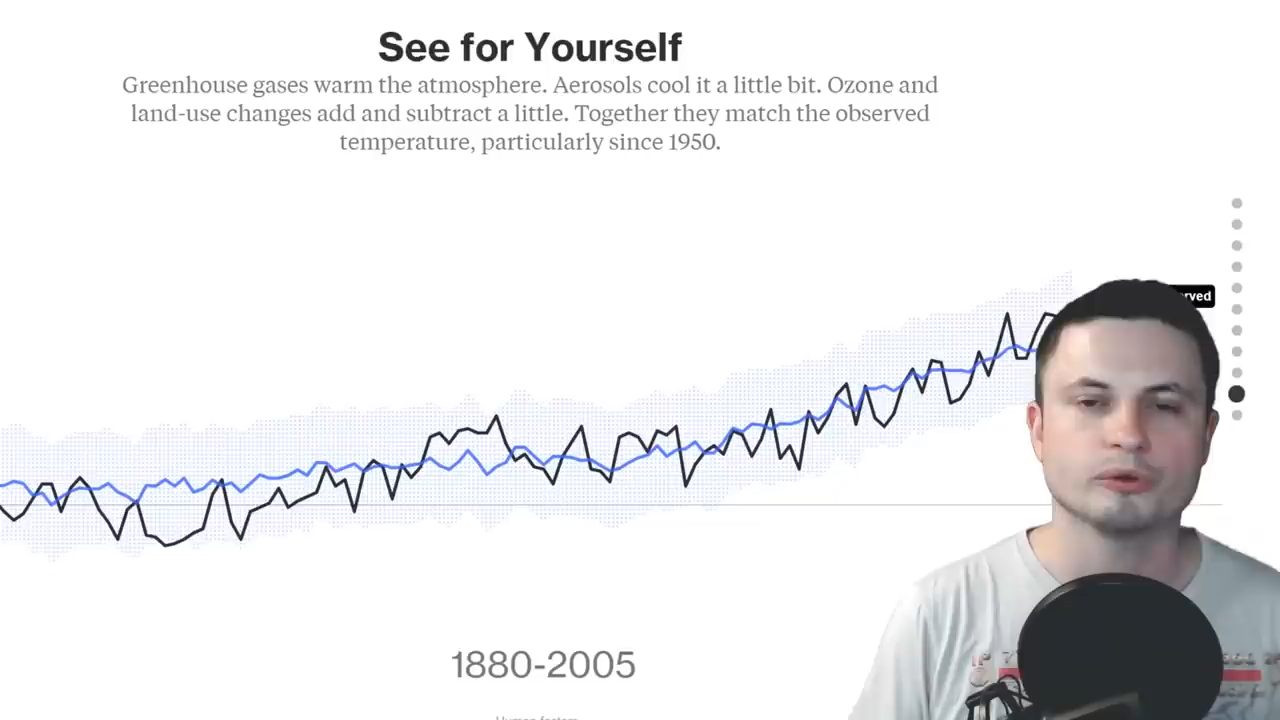 See for Yourself
Greenhouse gases warm the atmosphere. Aerosols cool it a little bit. Ozone and
land-use changes add and subtract a little. Together they match the observed
temperature, particularly since 1950.
1880-2005